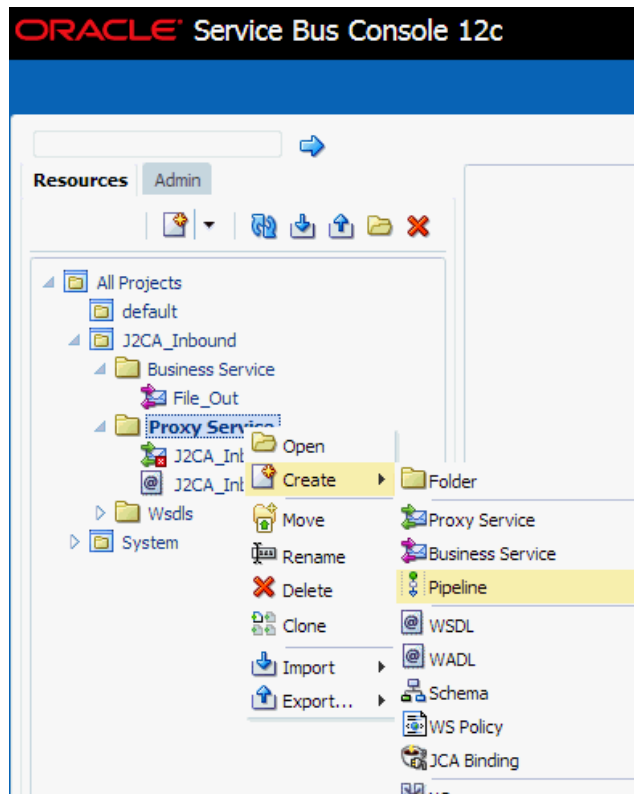 ORACLE Service Bus Console 12c
Resources Admin
All Projects
default
J2CA_Inbound
Business Service
File_Out
Proxy Service
J2CA_Inb
J2CA_Inb
Wsdls
System
Open
Create
Move
Rename
Delete
Clone
Import
Export...
Folder
Proxy Service
Business Service
Pipeline
WSDL
WADL
Schema
WS Policy
JCA Binding